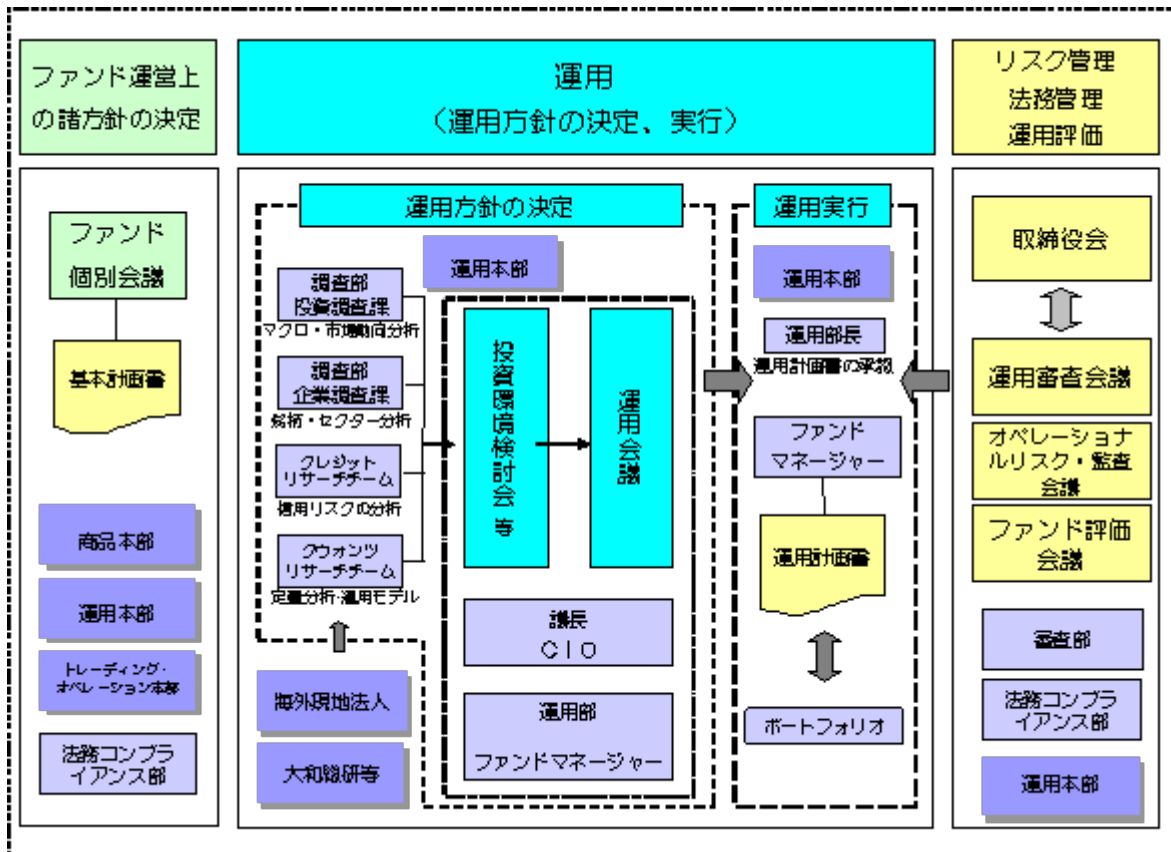 ファンド運営上
の諸方針の決定
運用
（運用方針の決定、実行）
リスク管理
法務管理
運用評価
ファンド
個別会議
基本計画書
商品本部
運用本部
トレーディング・
オペレーション本部
法務コンプラ
イアンス部
運用方針の決定
運用本部
調査部
投資調査課
マクロ・市場動向分析
調査部
企業調査課
銘柄・セクター分析
クレジット
リサーチチーム
信用リスクの分析
クウォンツ
リサーチチーム
定量分析・運用モデル
海外現地法人
大和総研等
投資環境検討会 等
運用会議
議長
ＣＩＯ
運用部
ファンドマネージャー
運用実行
運用本部
運用部長
運用計画書の承認
ファンド
マネージャー
運用計画書
ポートフォリオ
取締役会
運用審査会議
オペレーショナ
ルリスク・監査
会議
ファンド評価
会議
審査部
法務コンプラ
イアンス部
運用本部